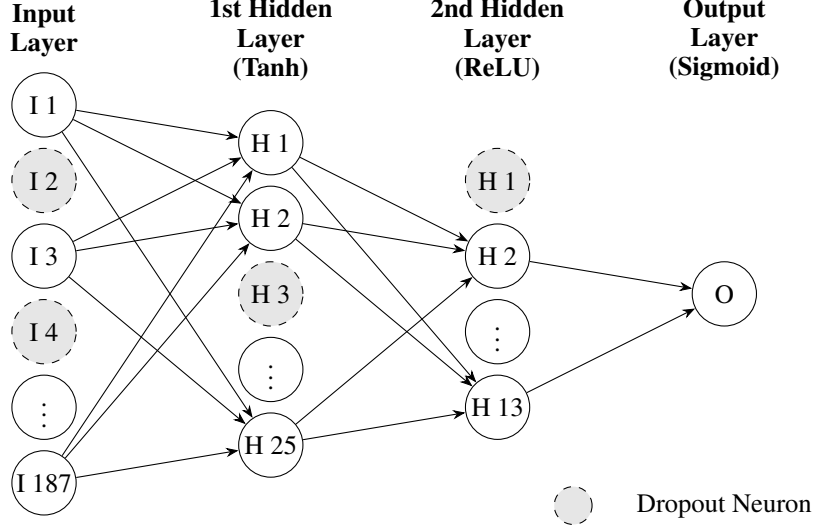 Input
Layer
1st Hidden
Layer
(Tanh)
2nd Hidden
Layer
(ReLU)
Output
Layer
(Sigmoid)
I 1
I 2
I 3
I 4
⋮
I 187
H 1
H 2
H 3
⋮
H 25
H 1
H 2
⋮
H 13
O
Dropout Neuron